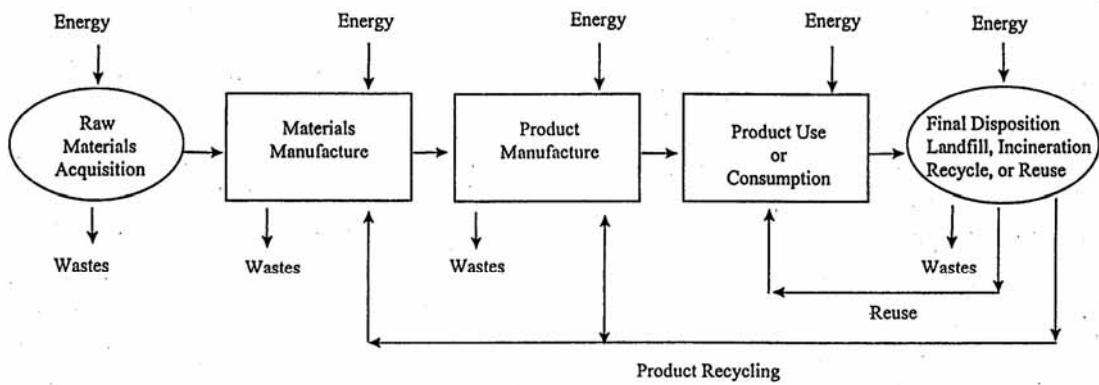 Energy
Energy
Energy
Energy
Energy
Raw
Materials
Acquisition
Materials
Manufacture
Product
Manufacture
Product Use
or
Consumption
Final Disposition
Landfill, Incineration
Recycle, or Reuse
Wastes
Wastes
Wastes
Wastes
Reuse
Product Recycling